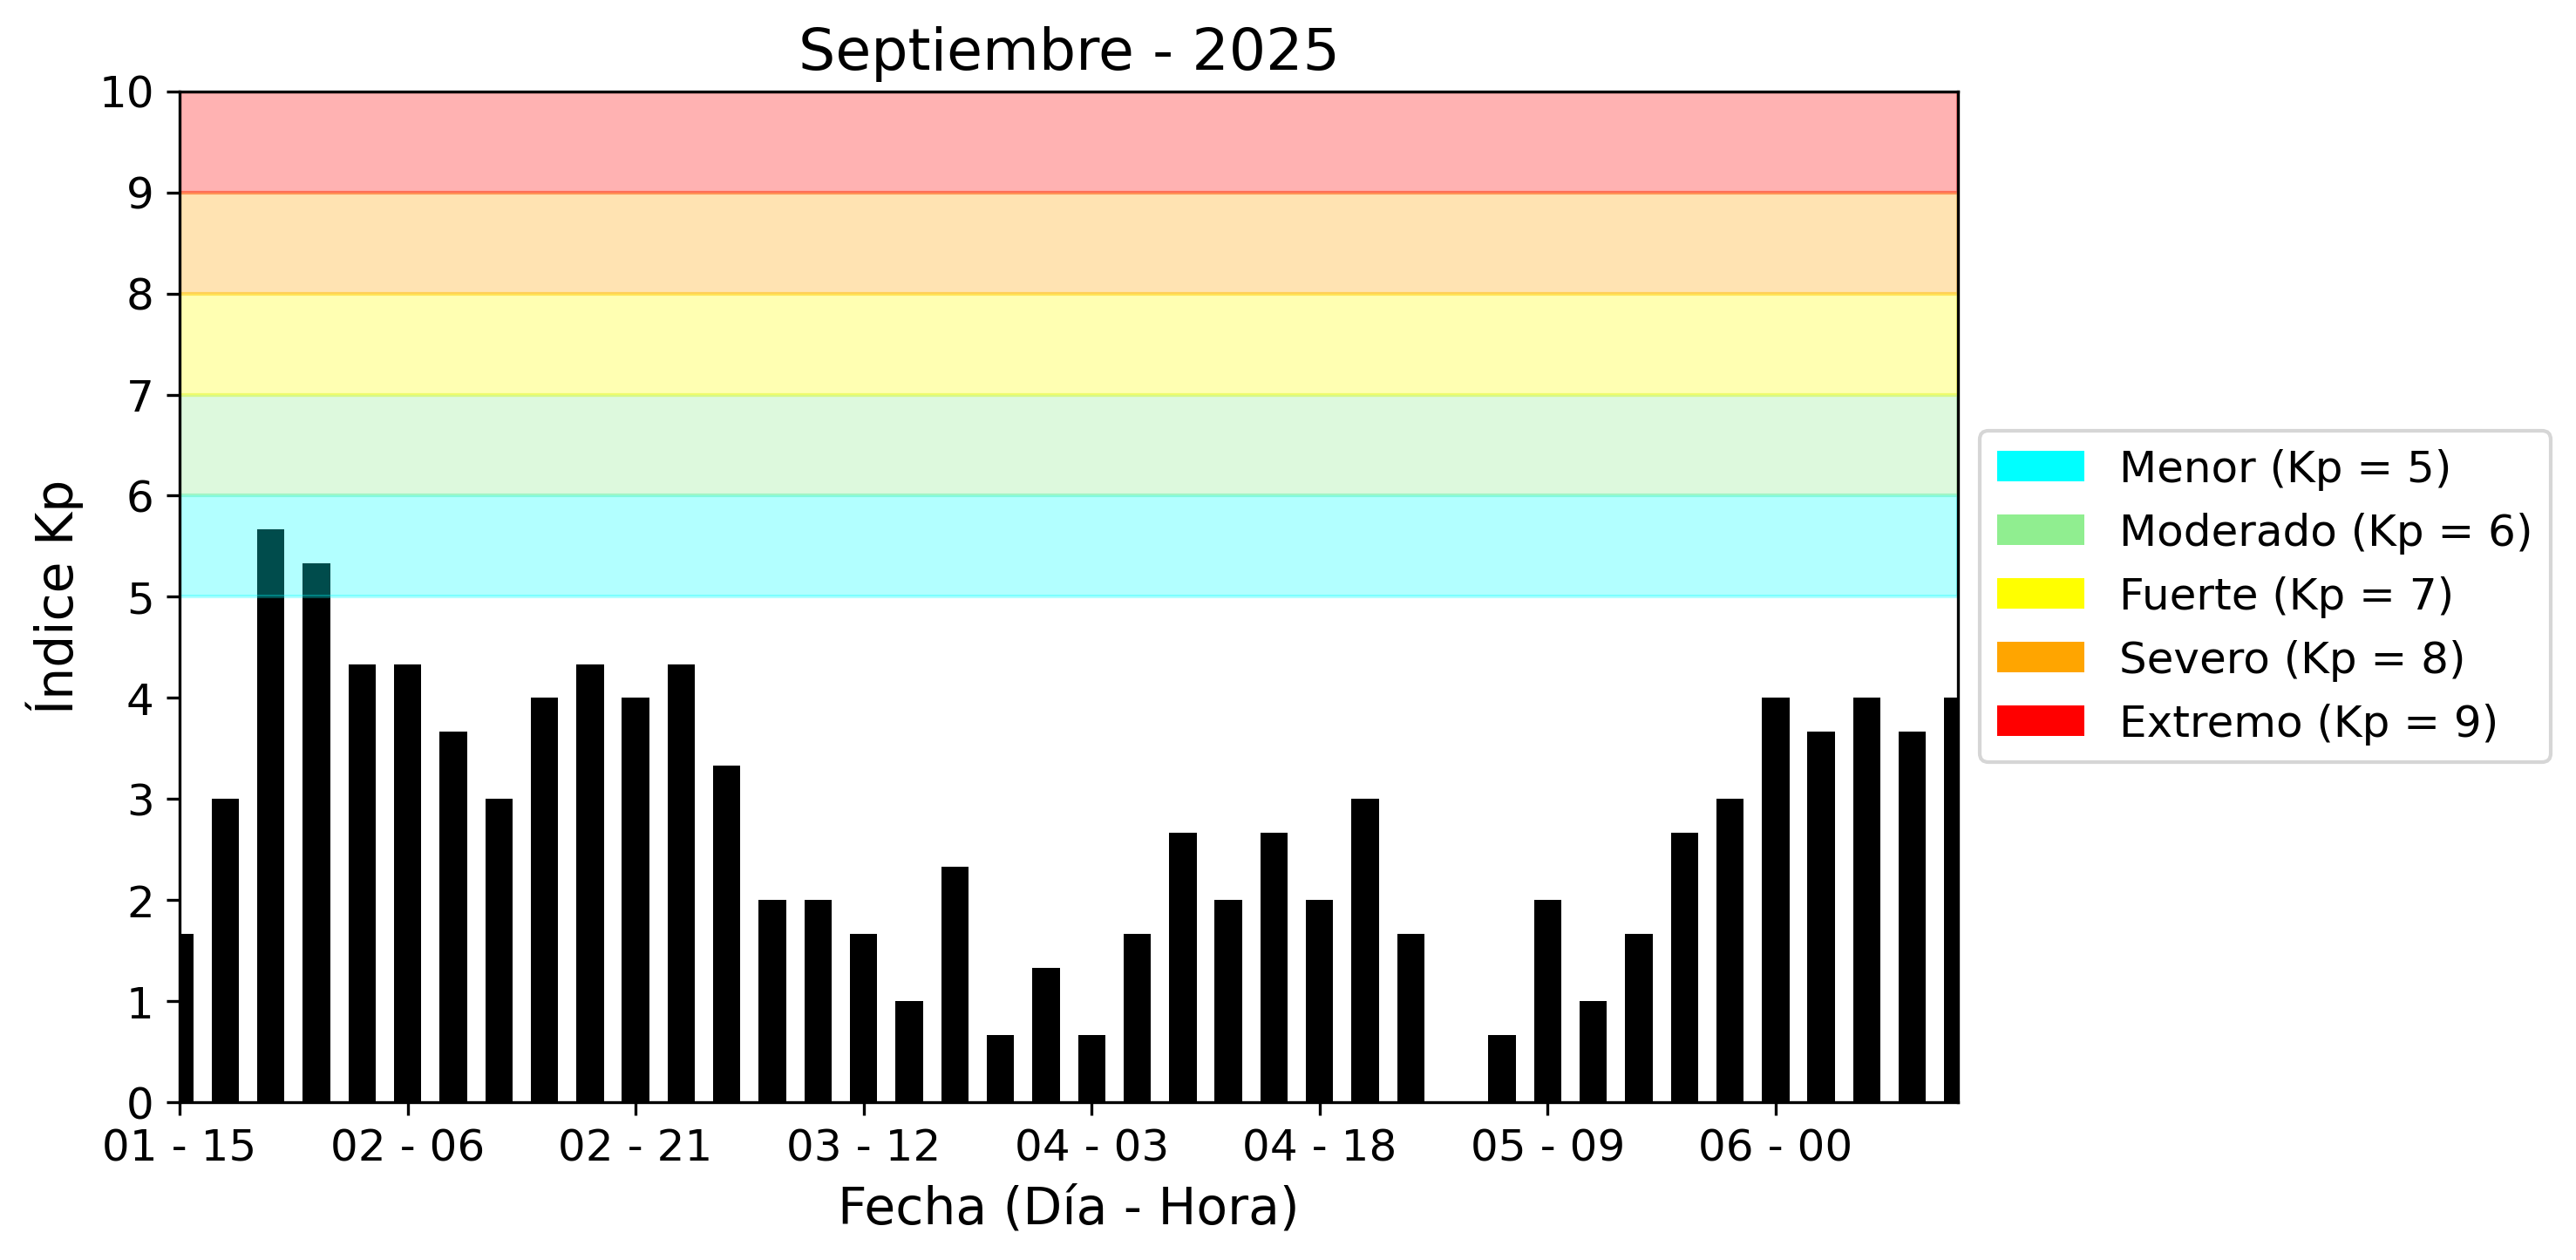 Septiembre - 2025
10
9
8
7
6
5
4
3
2
1
0
Índice Kp
01 - 15
02 - 06
02 - 21
03 - 12
04 - 03
04 - 18
05 - 09
06 - 00
Fecha (Día - Hora)
Menor (Kp = 5)
Moderado (Kp = 6)
Fuerte (Kp = 7)
Severo (Kp = 8)
Extremo (Kp = 9)